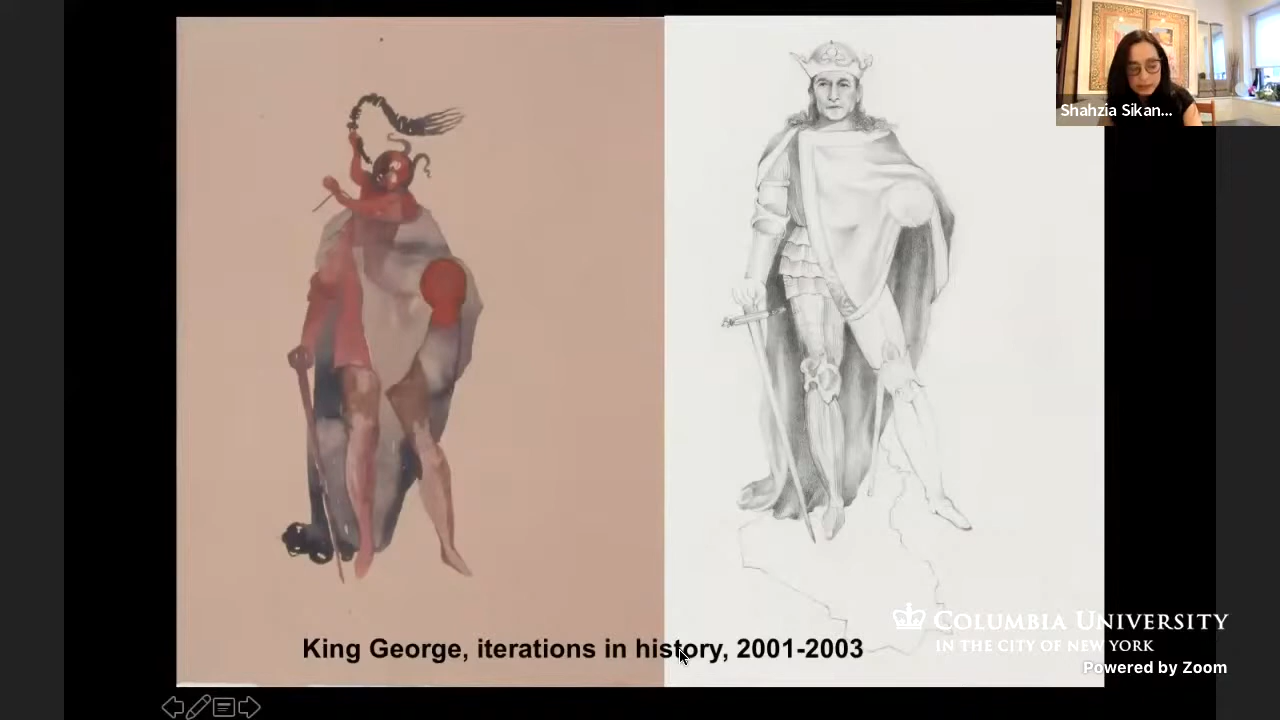 Shahzia Sikan...
King George, iterations in history, 2001-2003
COLUMBIA UNIVERSITY
IN THE CITY OF NEW YORK
Powered by Zoom